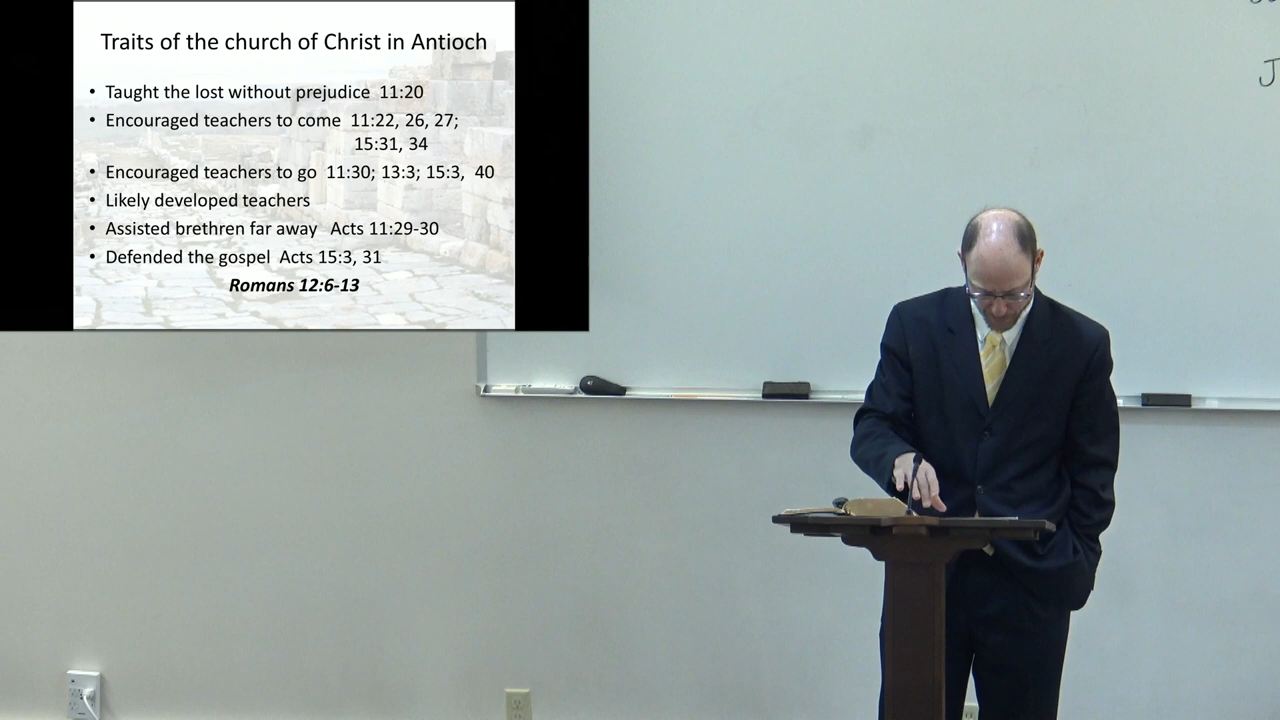 Traits of the church of Christ in Antioch
• Taught the lost without prejudice 11:20
• Encouraged teachers to come 11:22, 26, 27;
15:31, 34
• Encouraged teachers to go 11:30; 13:3; 15:3, 40
• Likely developed teachers
• Assisted brethren far away Acts 11:29-30
• Defended the gospel Acts 15:3, 31
Romans 12:6-13
J